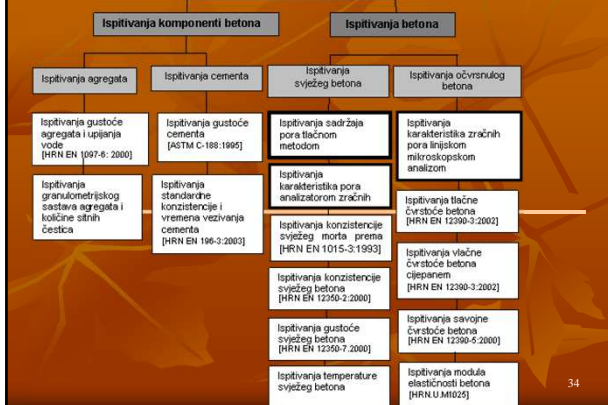 Ispitivanja komponenti betona
Ispitivanja betona
Ispitivanja agregata
Ispitivanja cementa
Ispitivanja
svježeg betona
Ispitivanja očvrsnulog
betona
Ispitivanja gustoće
agregata i upijanja
vode
[HRN EN 1097-6: 2000]
Ispitivanja
granulometrijskog
sastava agregata i
količine sitnih
čestica
Ispitivanja gustoće
cementa
[ASTM C-188:1995]
Ispitivanja
standardne
konzistencije i
vremena vezivanja
cementa
[HRN EN 196-3:2003]
Ispitivanja sadržaja
pora tlačnom
metodom
Ispitivanja
karakteristika pora
analizatorom zračnih
Ispitivanja konzistencije
svježeg morta prema
[HRN EN 1015-3:1993]
Ispitivanja konzistencije
svježeg betona
[HRN EN 12350-2:2000]
Ispitivanja gustoće
svježeg betona
[HRN EN 12350-7:2000]
Ispitivanja temperature
svježeg betona
Ispitivanja
karakteristika zračnih
pora linijskom
mikroskopskom
analizom
Ispitivanja tlačne
čvrstoće betona
[HRN EN 12390-3:2002]
Ispitivanja vlačne
čvrstoće betona
cijepanem
[HRN EN 12390-3:2002]
Ispitivanja savojne
čvrstoće betona
[HRN EN 12390-5:2000]
Ispitivanja modula
elastičnosti betona
[HRN.U.M1025]
34